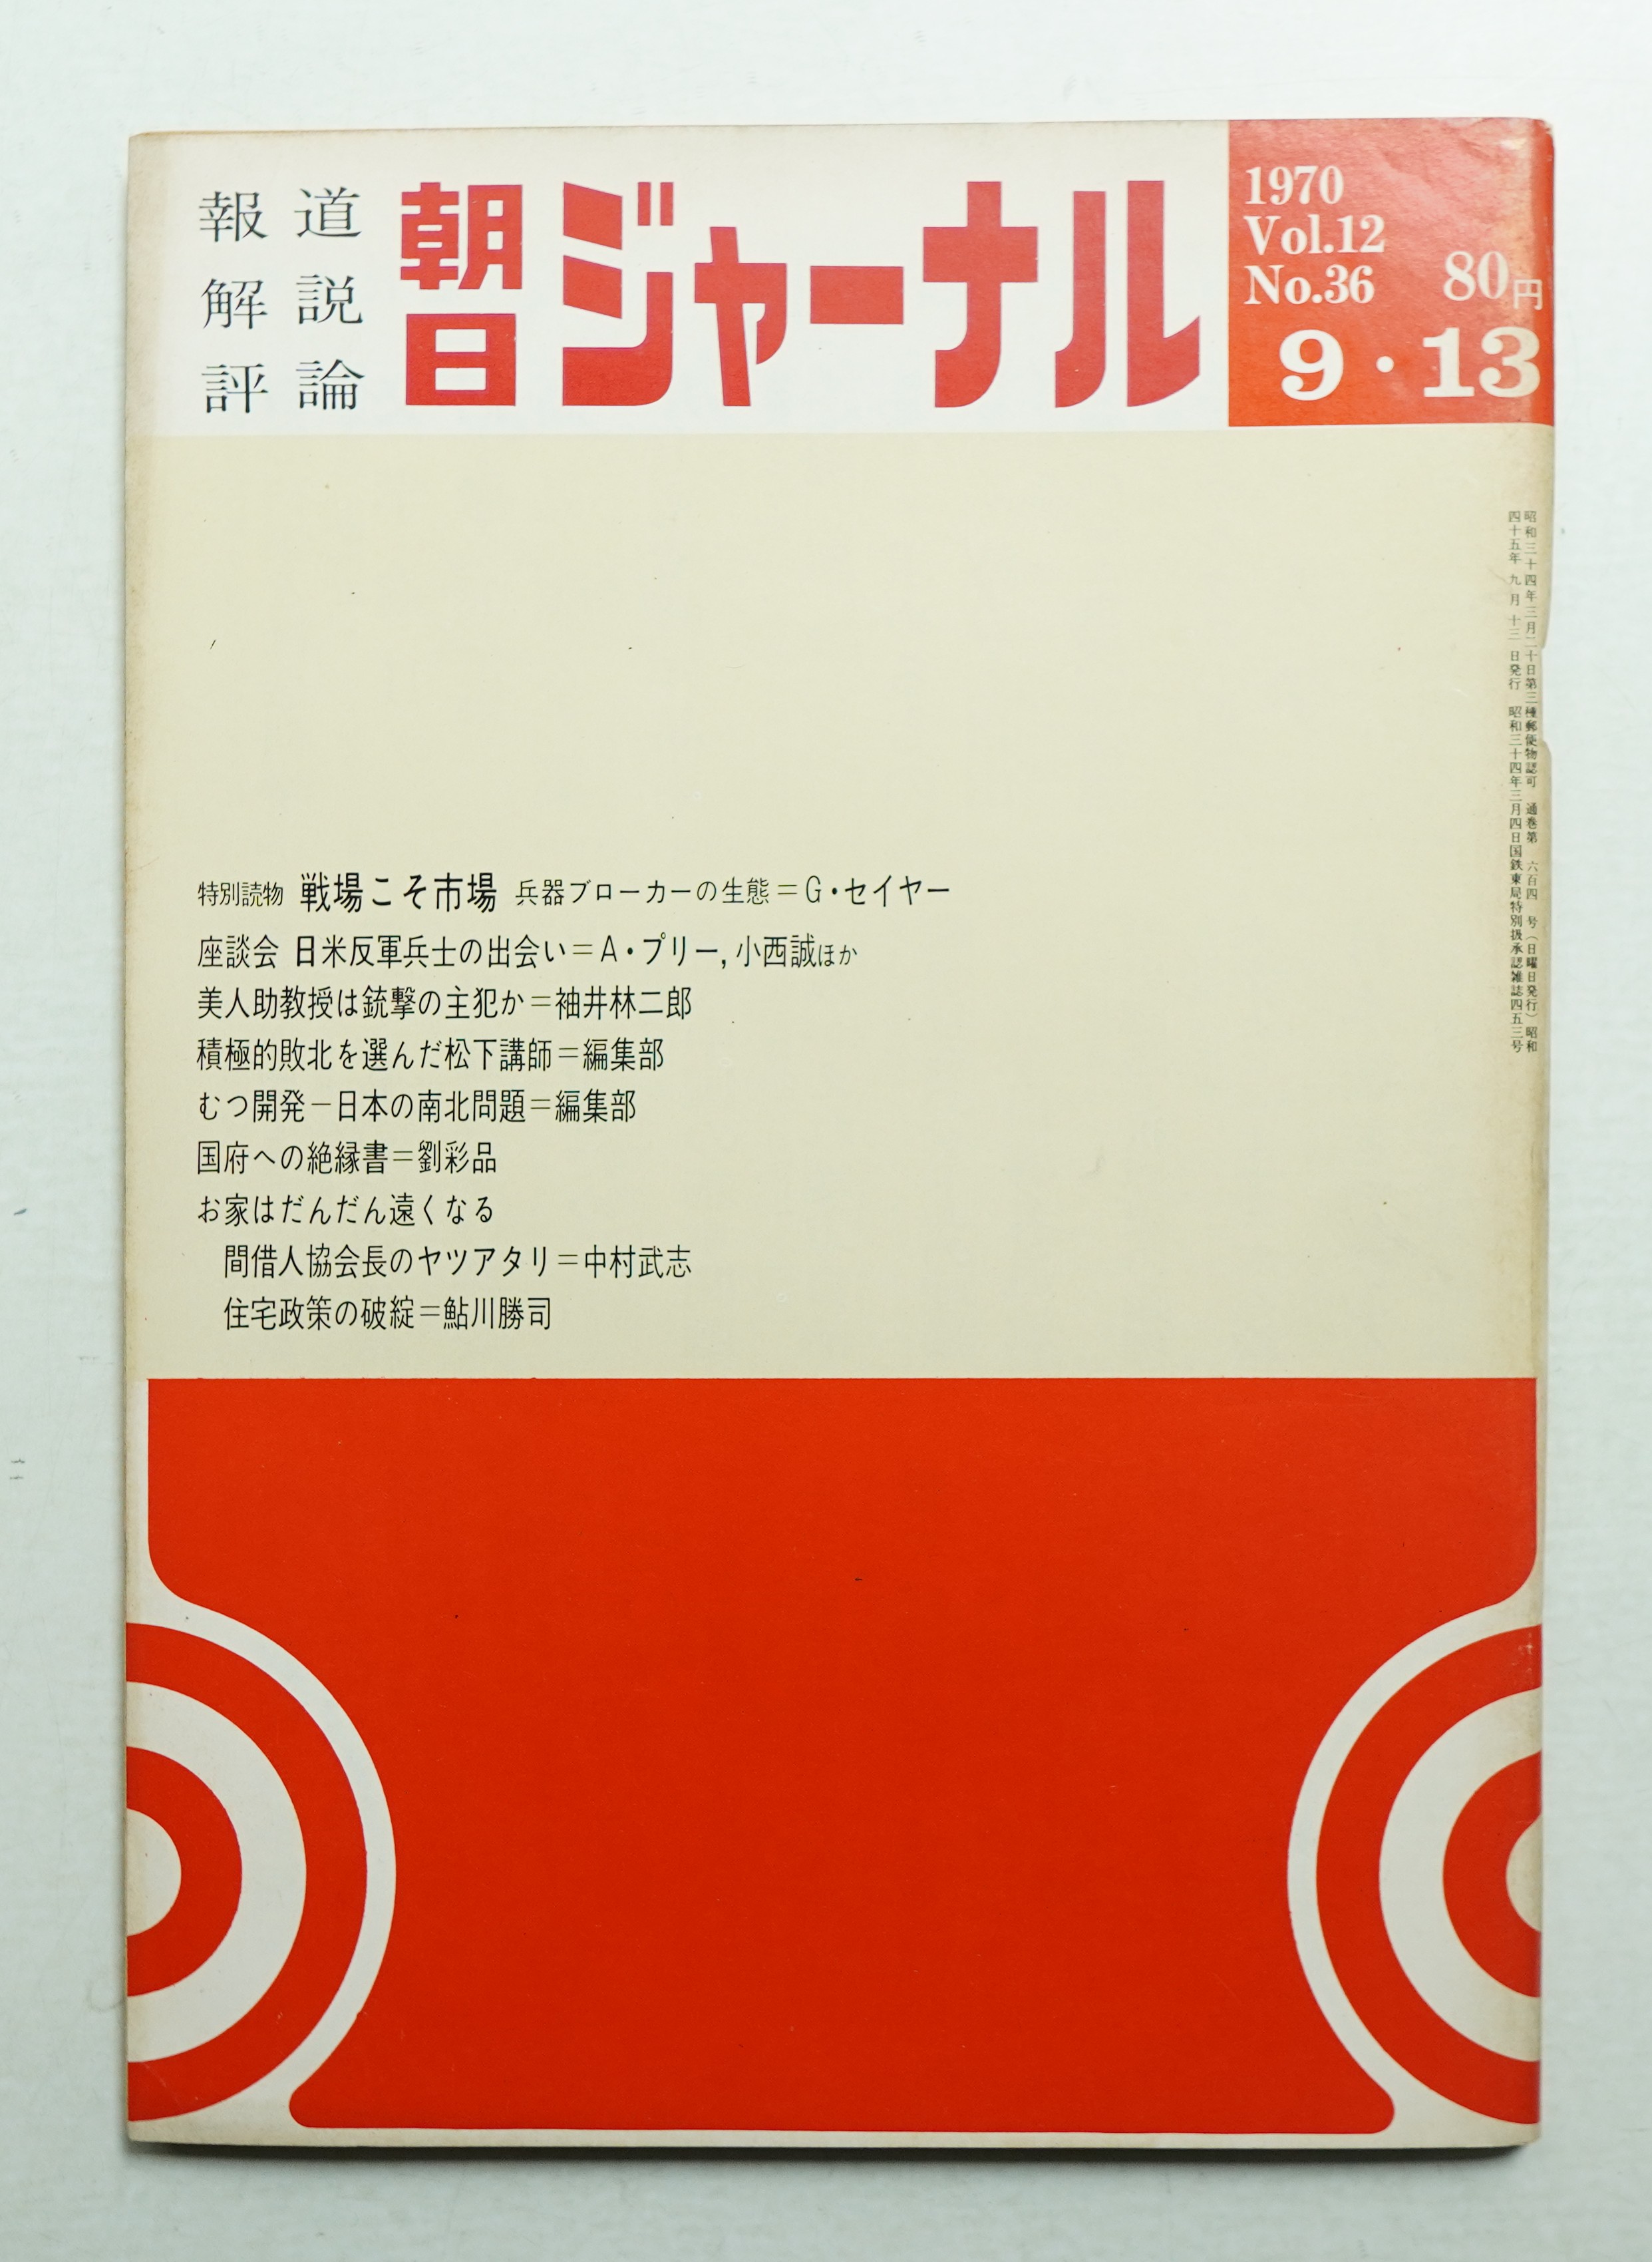 報道
解説
評論
朝日ジャーナル
1970
Vol.12
No.36
80円
9・13
特別読物 戦場こそ市場 兵器ブローカーの生態＝G・セイヤー
座談会 日米反軍兵士の出会い＝A・プリー，小西誠ほか
美人助教授は銃撃の主犯か＝袖井林二郎
積極的敗北を選んだ松下講師＝編集部
むつ開発－日本の南北問題＝編集部
国府への絶縁書＝劉彩品
お家はだんだん遠くなる
間借人協会長のヤツアタリ＝中村武志
住宅政策の破綻＝鮎川勝司
昭和三十四年三月二十日第三種郵便物認可 通巻第 六百四 号（日曜日発行）昭和
四十五年 九月 十三 日発行 昭和三十四年三月四日国鉄東局特別扱承認雑誌四五三号